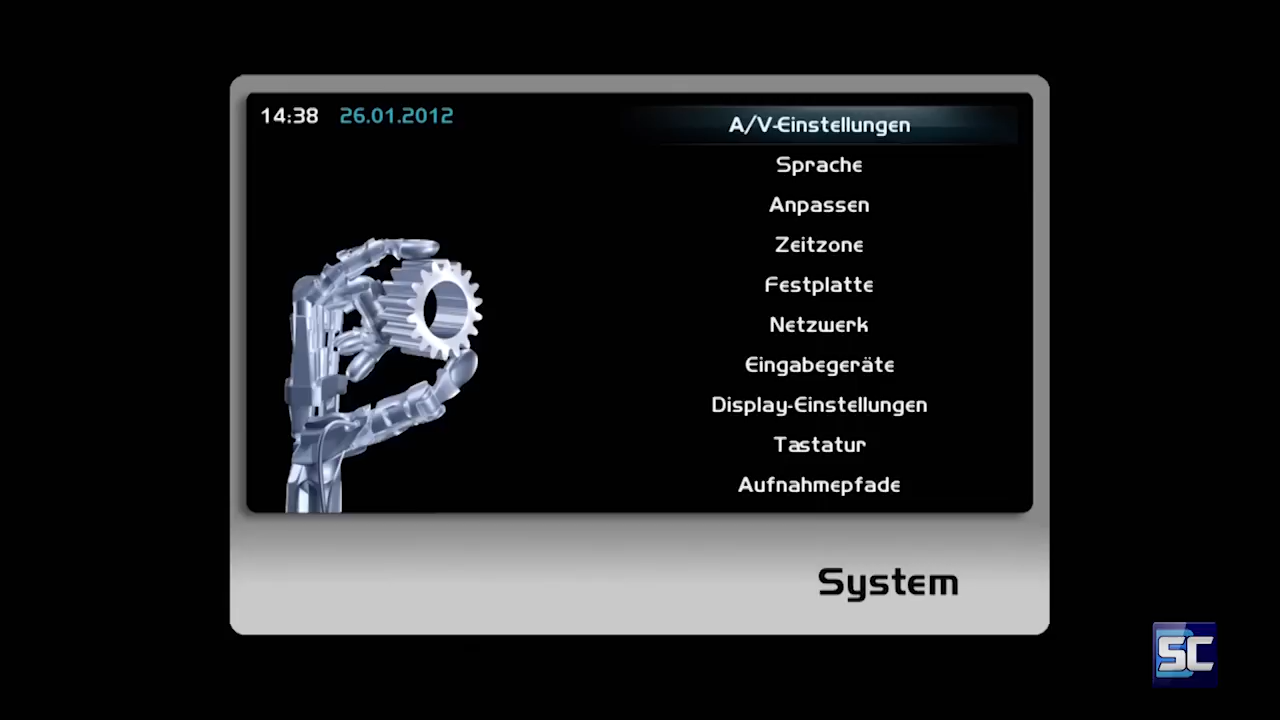 14:38 26.01.2012
A/V-Einstellungen
Sprache
Anpassen
Zeitzone
Festplatte
Netzwerk
Eingabegeräte
Display-Einstellungen
Tastatur
Aufnahmepfade
System
SC